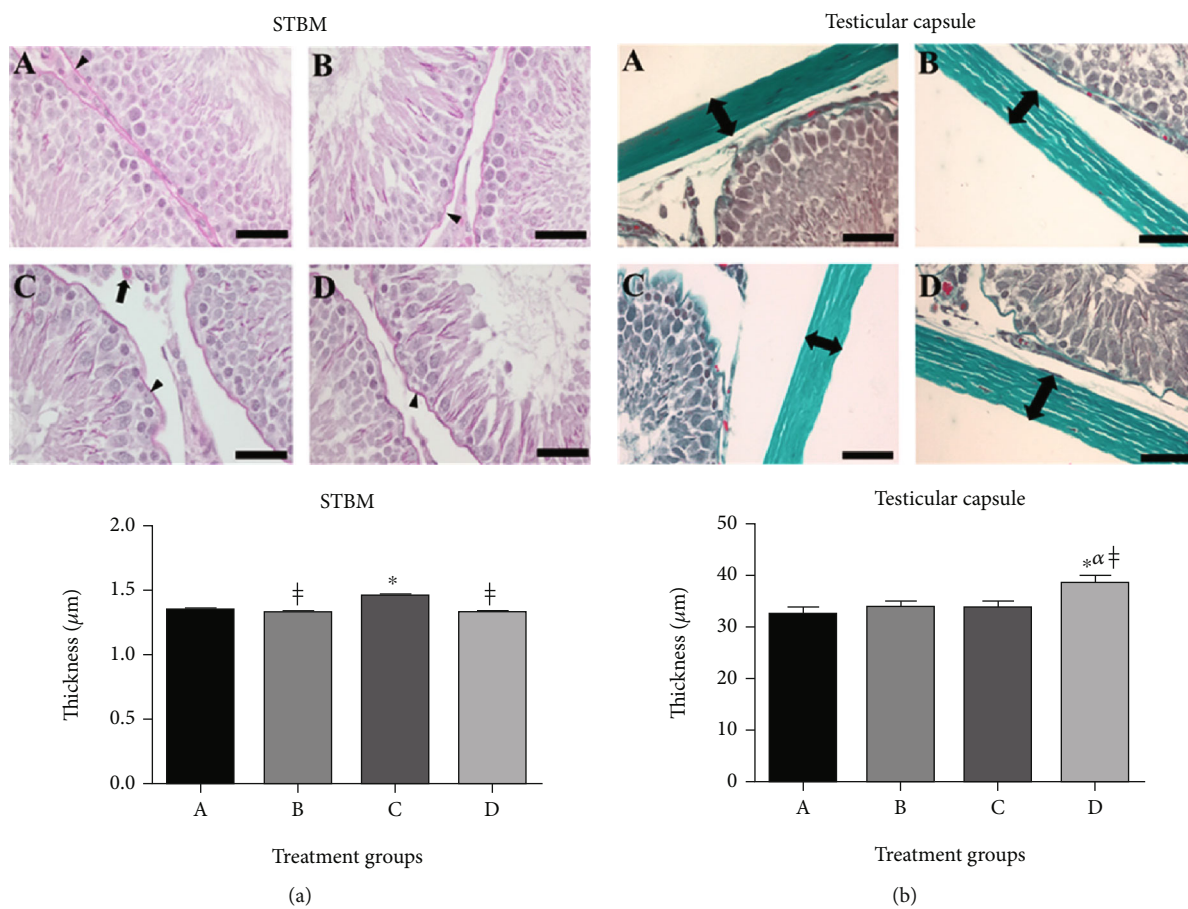 STBM
A
B
C
D
STBM
2.0
1.5
1.0
0.5
0.0
Thickness (μm)
‡
*
‡
A B C D
Treatment groups
(a)
Testicular capsule
A
B
C
D
Testicular capsule
50
40
30
20
10
0
Thickness (μm)
*α‡
A B C D
Treatment groups
(b)